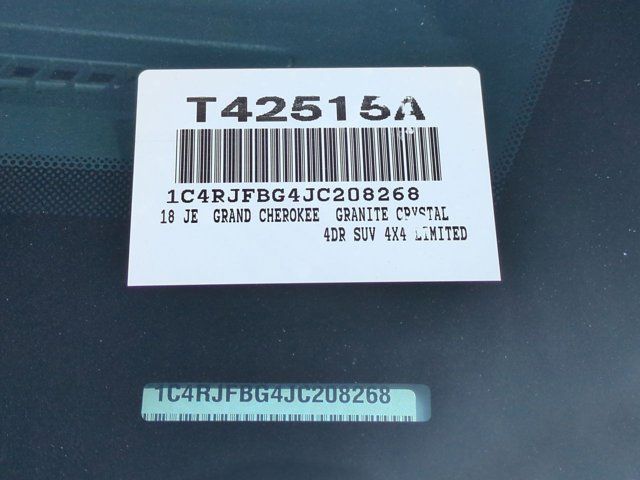 T42515A
1C4RJFBG4JC208268
18 JE GRAND CHEROKEE GRANITE CRYSTAL
4DR SUV 4X4 LIMITED
1C4RJFBG4JC208268